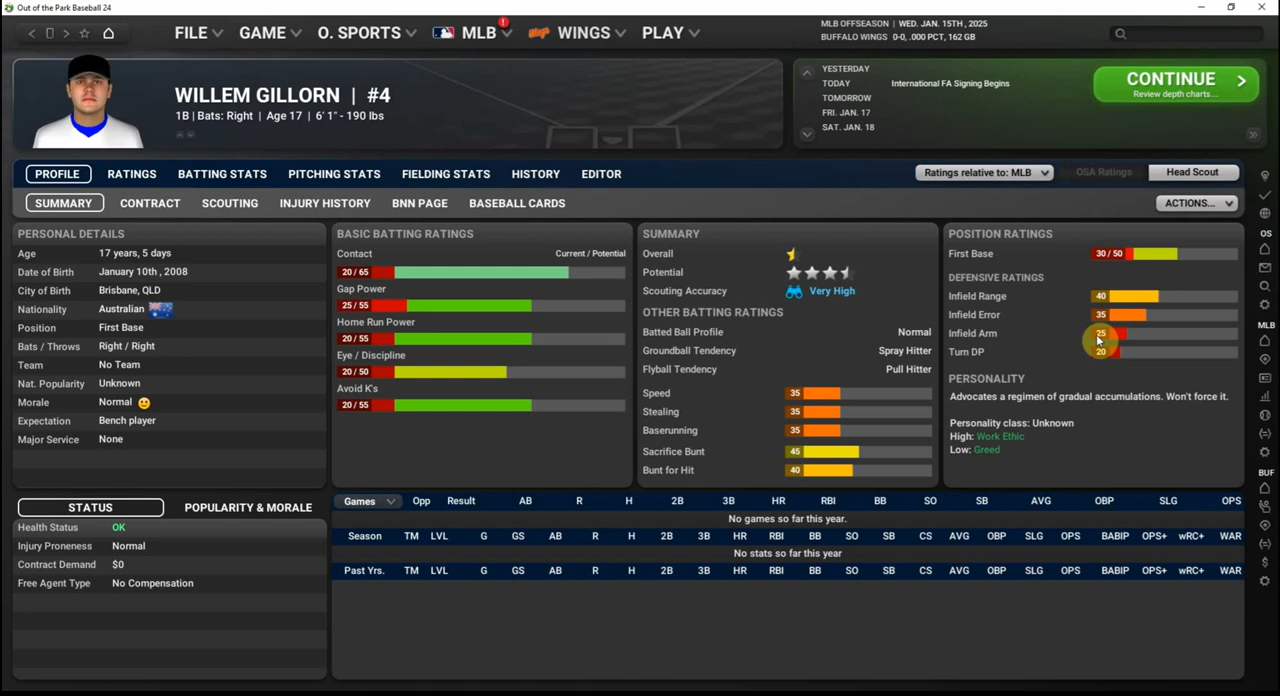 Out of the Park Baseball 24
FILE GAME O. SPORTS MLB ! WINGS PLAY
MLB OFFSEASON | WED. JAN. 15TH, 2025
BUFFALO WINGS 0-0, .000 PCT, 162 GB
WILLEM GILLORN | #4
1B | Bats: Right | Age 17 | 6' 1" - 190 lbs
YESTERDAY
TODAY International FA Signing Begins
TOMORROW
FRI. JAN. 17
SAT. JAN. 18
CONTINUE
Review depth charts...
PROFILE RATINGS BATTING STATS PITCHING STATS FIELDING STATS HISTORY EDITOR
Ratings relative to: MLB OSA Ratings Head Scout
SUMMARY CONTRACT SCOUTING INJURY HISTORY BNN PAGE BASEBALL CARDS
ACTIONS...
PERSONAL DETAILS
Age 17 years, 5 days
Date of Birth January 10th , 2008
City of Birth Brisbane, QLD
Nationality Australian
Position First Base
Bats / Throws Right / Right
Team No Team
Nat. Popularity Unknown
Morale Normal
Expectation Bench player
Major Service None
BASIC BATTING RATINGS
Contact Current / Potential
20 / 65
Gap Power
25 / 55
Home Run Power
20 / 55
Eye / Discipline
20 / 50
Avoid K's
20 / 55
SUMMARY
Overall
Potential
Scouting Accuracy Very High
OTHER BATTING RATINGS
Batted Ball Profile Normal
Groundball Tendency Spray Hitter
Flyball Tendency Pull Hitter
Speed 35
Stealing 35
Baserunning 35
Sacrifice Bunt 45
Bunt for Hit 40
POSITION RATINGS
First Base 30 / 50
DEFENSIVE RATINGS
Infield Range 40
Infield Error 35
Infield Arm 25
Turn DP 20
PERSONALITY
Advocates a regimen of gradual accumulations. Won't force it.
Personality class: Unknown
High: Work Ethic
Low: Greed
OS
MLB
BUF
STATUS POPULARITY & MORALE
Health Status OK
Injury Proneness Normal
Contract Demand $0
Free Agent Type No Compensation
Games Opp Result AB R H 2B 3B HR RBI BB SO SB AVG OBP SLG OPS
No games so far this year.
Season TM LVL G GS AB R H 2B 3B HR RBI BB SO SB CS AVG OBP SLG OPS BABIP OPS+ wRC+ WAR
No stats so far this year
Past Yrs. TM LVL G GS AB R H 2B 3B HR RBI BB SO SB CS AVG OBP SLG OPS BABIP OPS+ wRC+ WAR